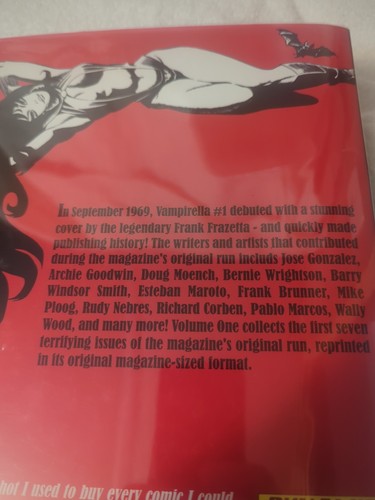 In September 1969, Vampirella #1 debuted with a stunning
cover by the legendary Frank Frazetta - and quickly made
publishing history! The writers and artists that contributed
during the magazine's original run includs Jose Gonzalez,
Archie Goodwin, Doug Moench, Bernie Wrightson, Barry
Windsor Smith, Esteban Maroto, Frank Brunner, Mike
Ploog, Rudy Nebres, Richard Corben, Pablo Marcos, Wally
Wood, and many more! Volume One collects the first seven
terrifying issues of the magazine's original run, reprinted
in its original magazine-sized format.
hot I used to buy every comic I could